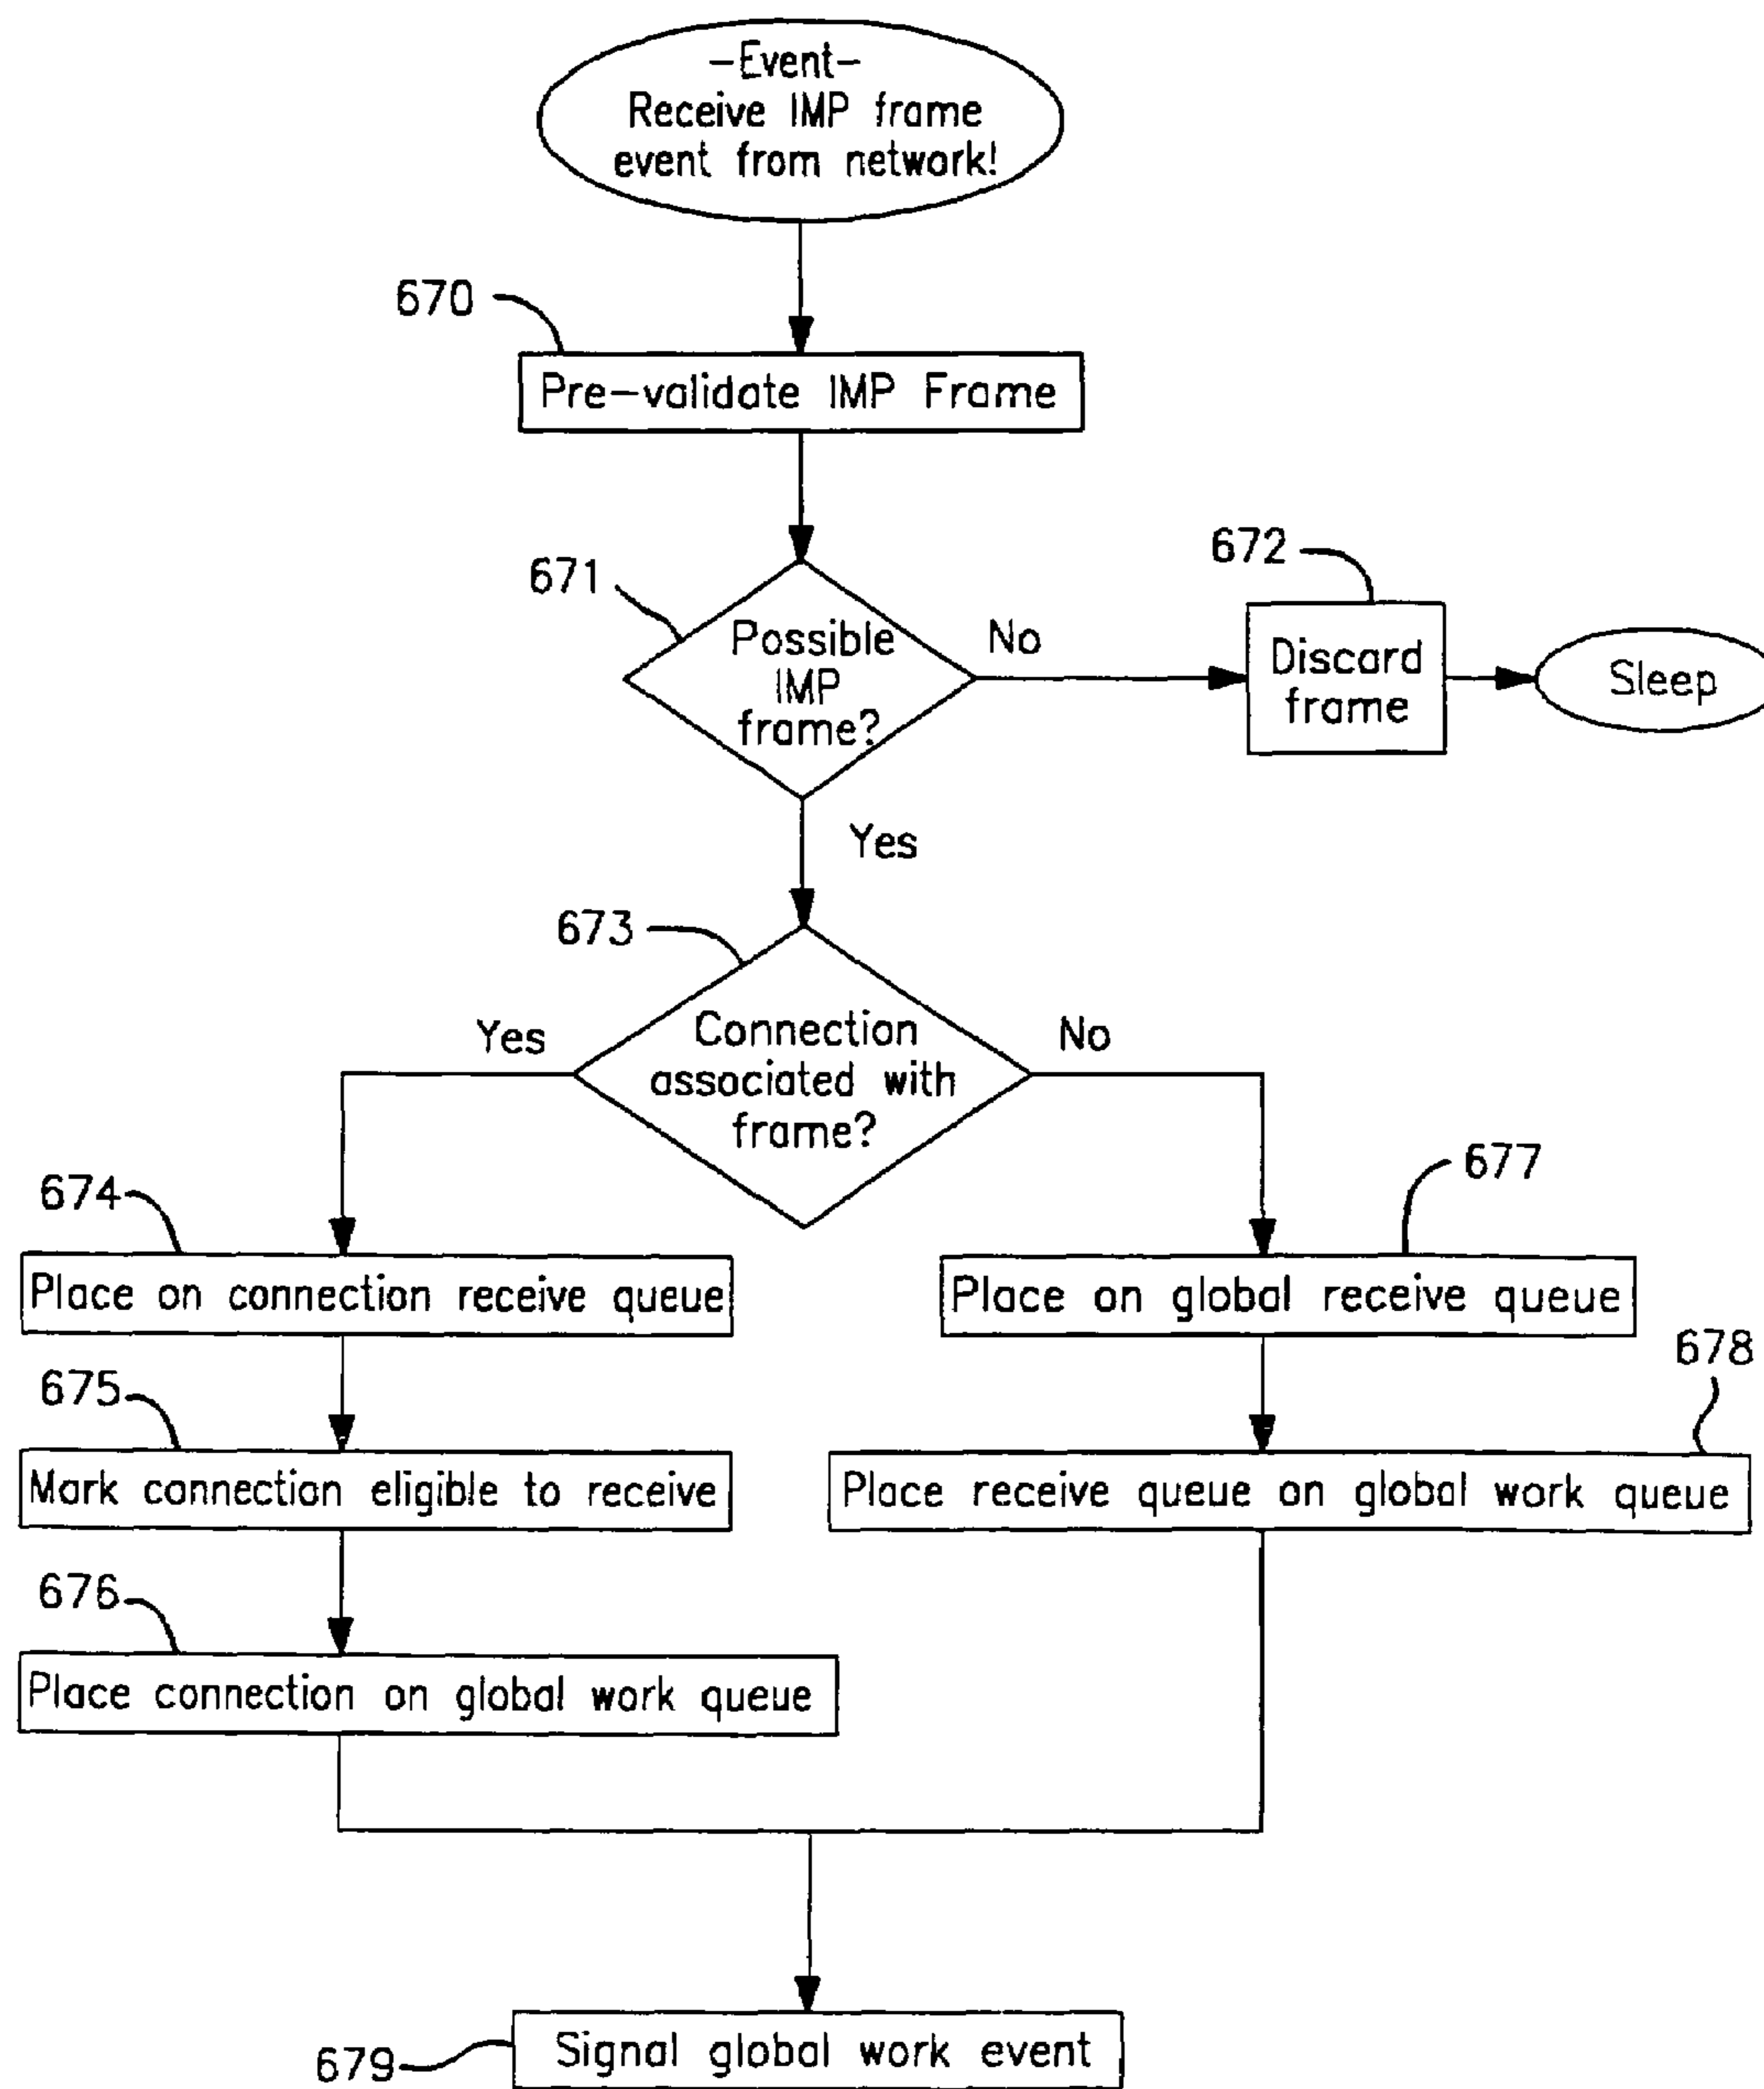 -Event-
Receive IMP frame
event from network!
670
Pre-validate IMP Frame
671
Possible
IMP
frame?
No
672
Discard
frame
Sleep
Yes
673
Connection
associated with
frame?
Yes
No
674
Place on connection receive queue
677
Place on global receive queue
675
Mark connection eligible to receive
678
Place receive queue on global work queue
676
Place connection on global work queue
679
Signal global work event